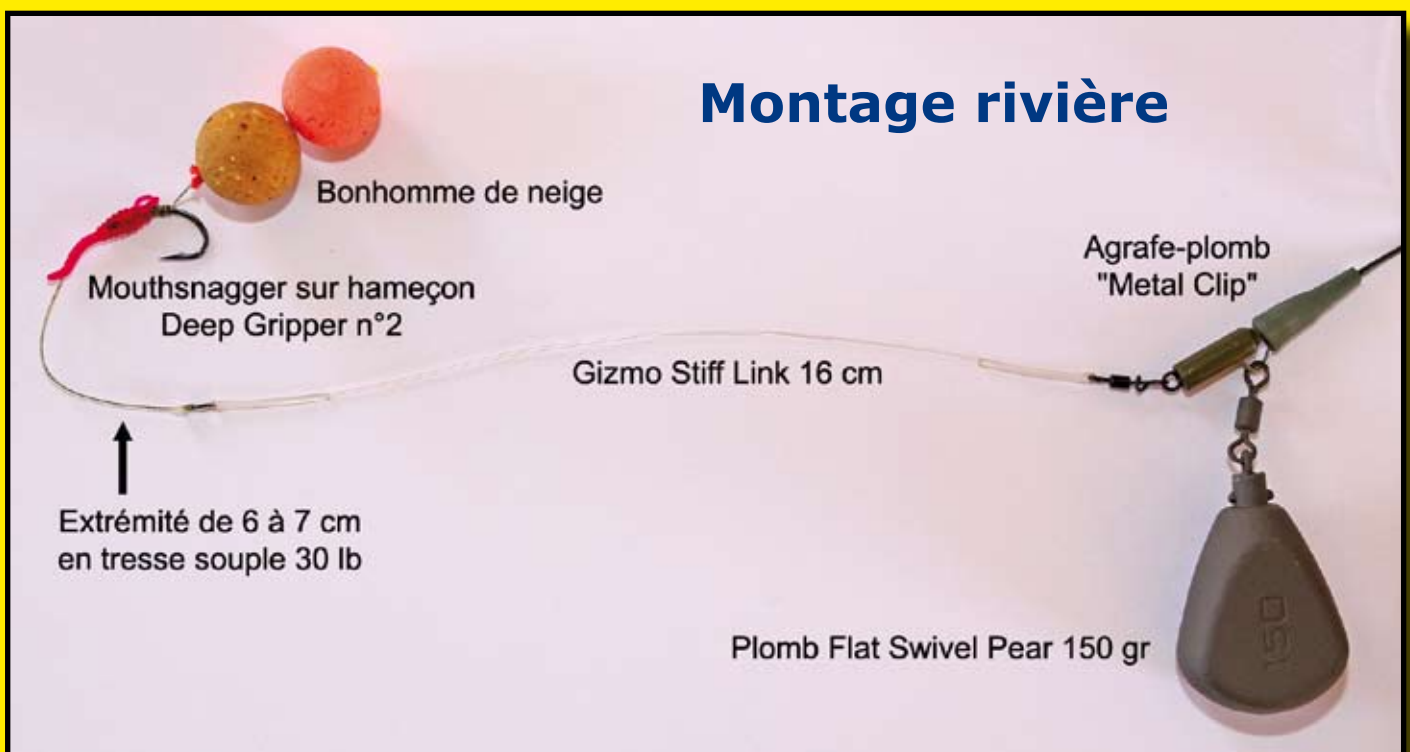 Montage rivière
Bonhomme de neige
Agrafe-plomb
"Metal Clip"
Mouthsnagger sur hameçon
Deep Gripper n°2
Gizmo Stiff Link 16 cm
Extrémité de 6 à 7 cm
en tresse souple 30 lb
Plomb Flat Swivel Pear 150 gr
150